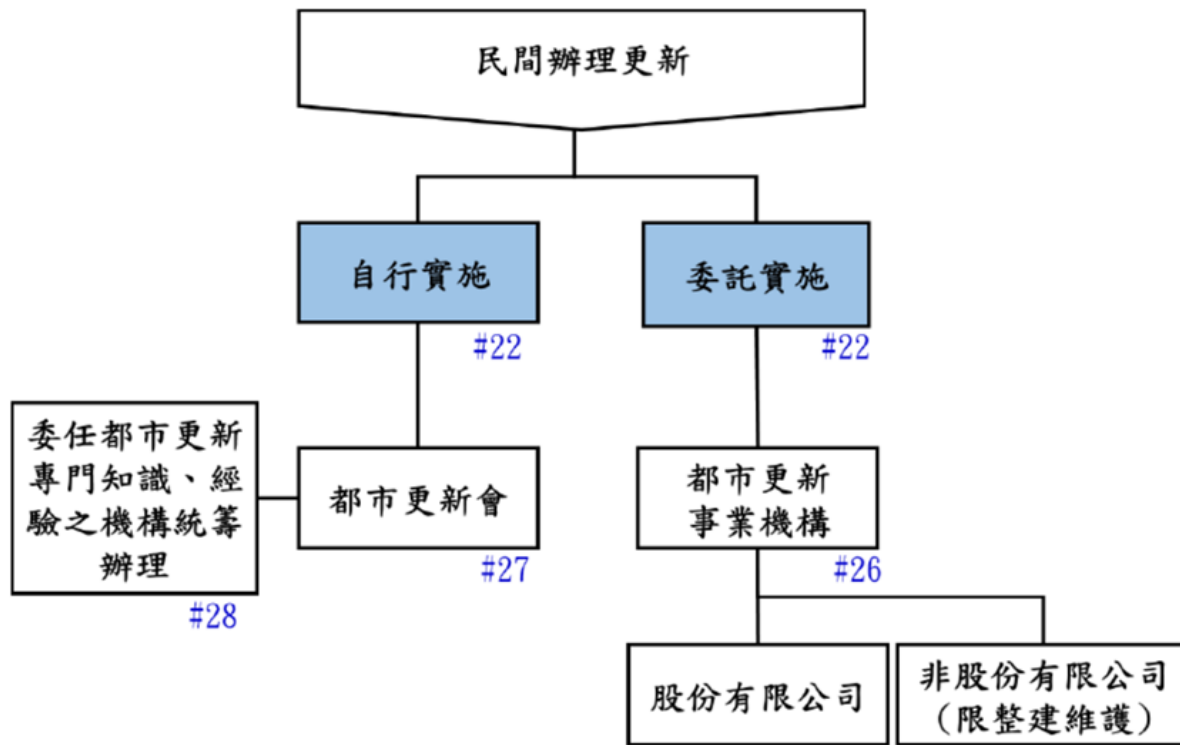 民間辦理更新
自行實施
#22
委託實施
#22
委任都市更新
專門知識、經
驗之機構統籌
辦理
#28
都市更新會
#27
都市更新
事業機構
#26
股份有限公司
非股份有限公司
(限整建維護)